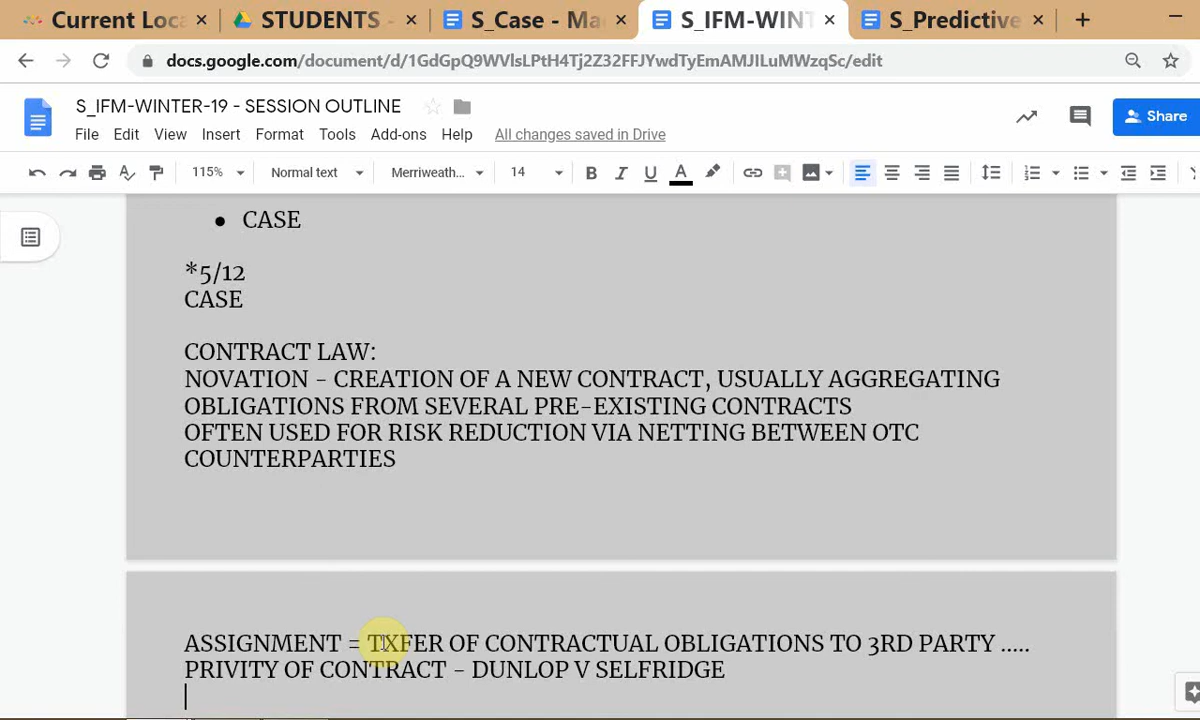 Current Loca
STUDENTS -
S_Case - Ma
S_IFM-WINT
S_Predictive
docs.google.com/document/d/1GdGpQ9WVlsLPtH4Tj2Z32FFJYwdTyEmAMJILuMWzqSc/edit
S_IFM-WINTER-19 - SESSION OUTLINE
File Edit View Insert Format Tools Add-ons Help All changes saved in Drive
Share
115% Normal text Merriweath... 14 B I U A
• CASE
*5/12
CASE
CONTRACT LAW:
NOVATION - CREATION OF A NEW CONTRACT, USUALLY AGGREGATING
OBLIGATIONS FROM SEVERAL PRE-EXISTING CONTRACTS
OFTEN USED FOR RISK REDUCTION VIA NETTING BETWEEN OTC
COUNTERPARTIES
ASSIGNMENT = TXFER OF CONTRACTUAL OBLIGATIONS TO 3RD PARTY .....
PRIVITY OF CONTRACT - DUNLOP V SELFRIDGE